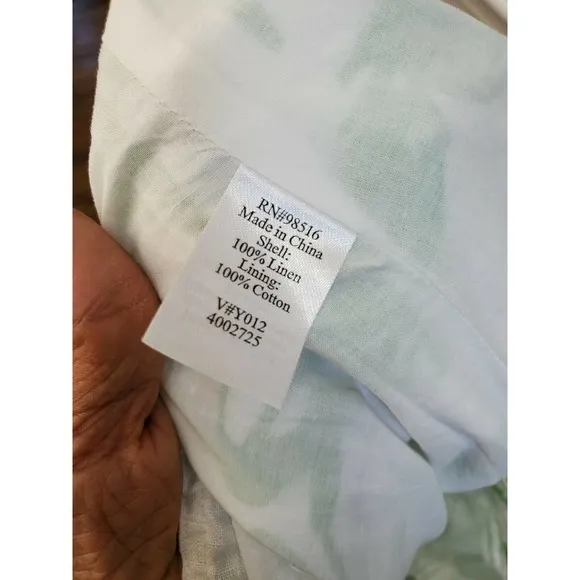 RN#98516
Made in China
Shell:
100% Linen
Lining:
100% Cotton
V#Y012
4002725